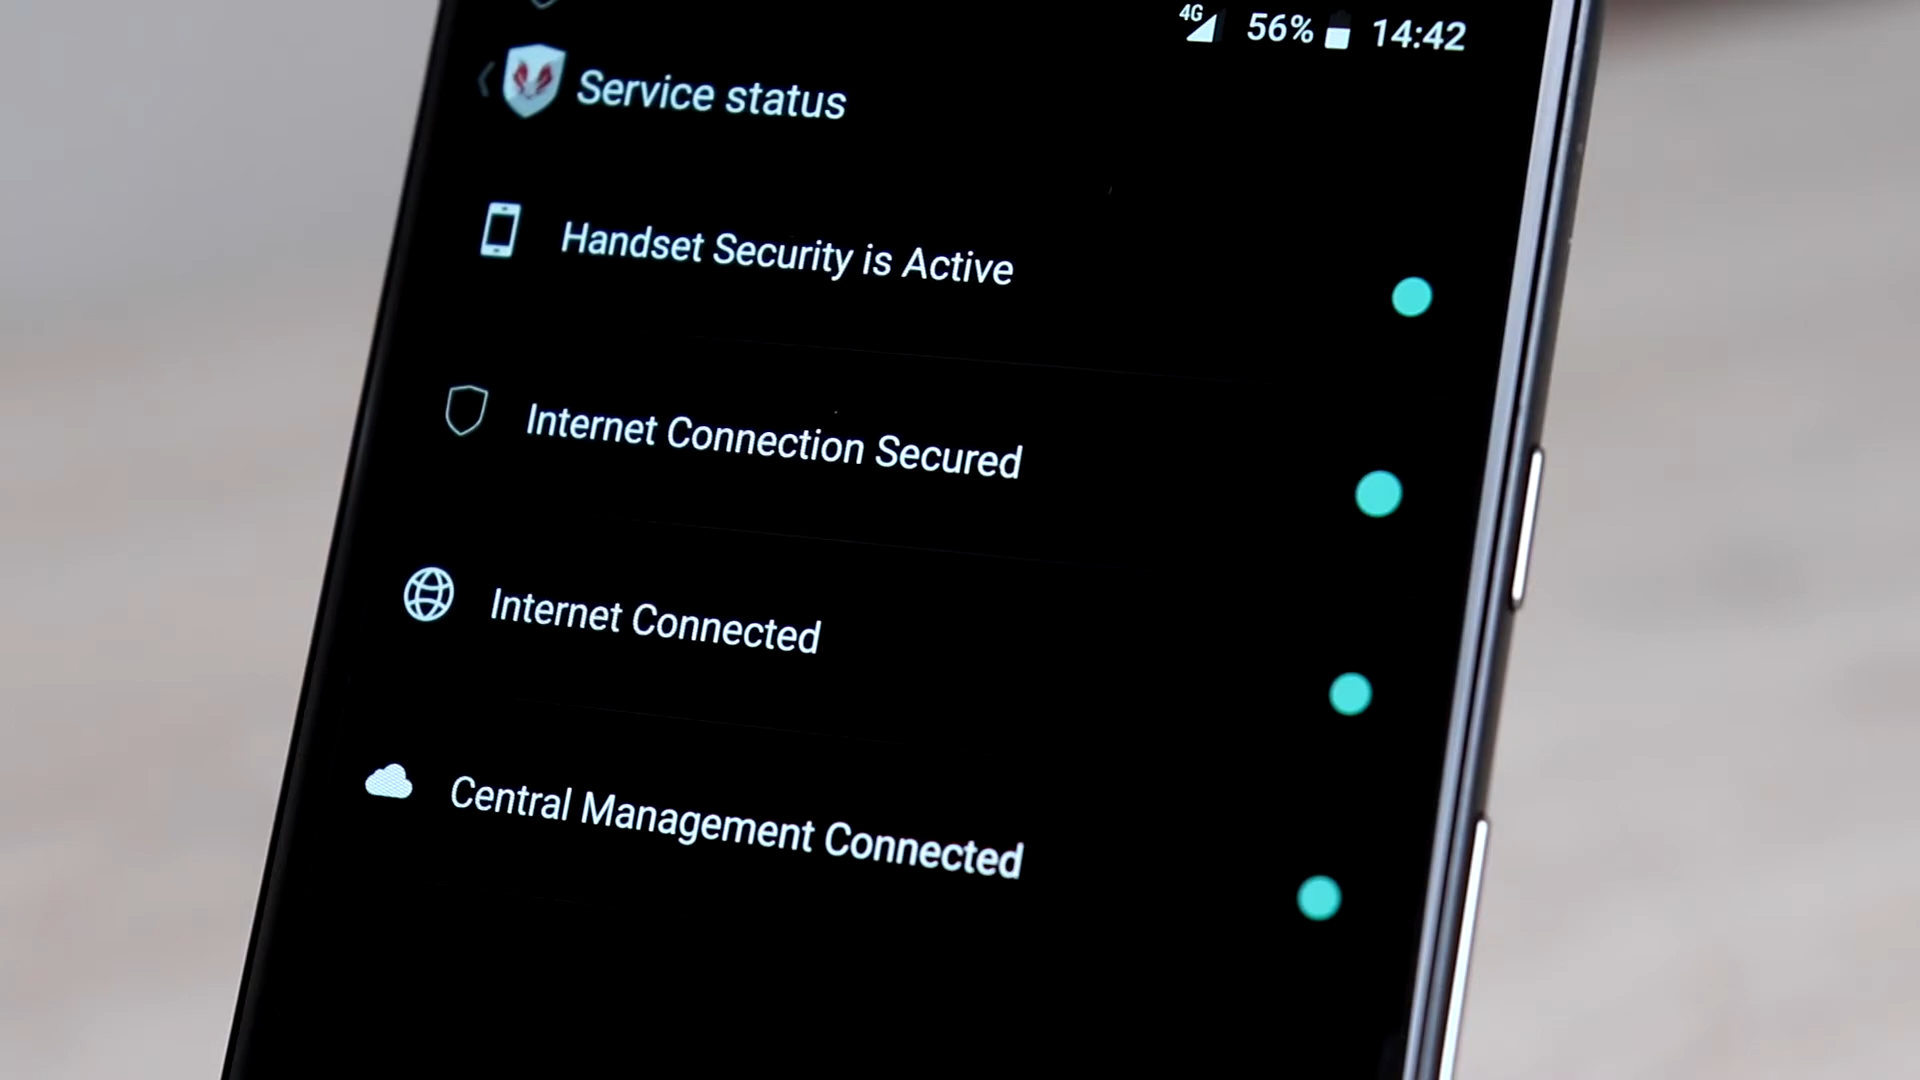 4G 56% 14:42
Service status
Handset Security is Active
Internet Connection Secured
Internet Connected
Central Management Connected